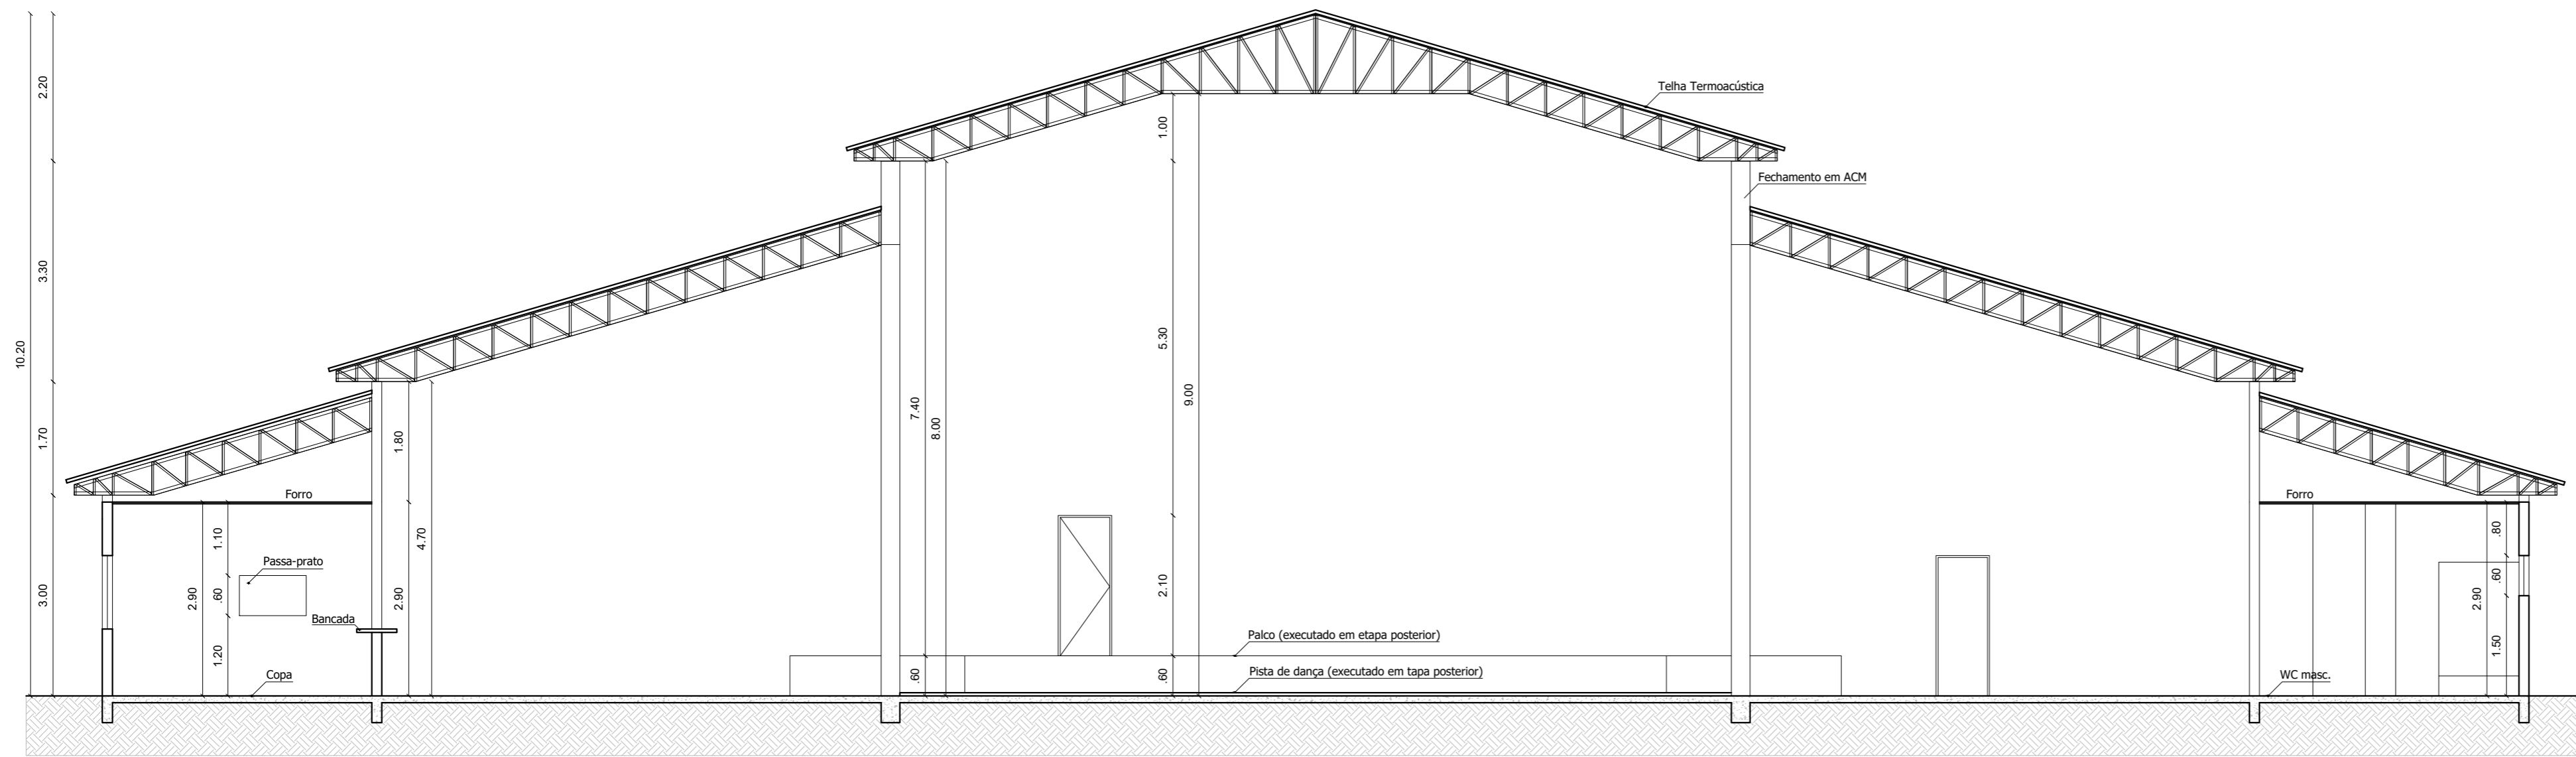 10.20
2.20
3.30
1.70
3.00
Telha Termoacústica
Fechamento em ACM
1.00
5.30
2.10
.60
9.00
7.40
.60
8.00
1.80
2.90
4.70
Forro
1.10
.60
1.20
2.90
Passa-prato
Bancada
Copa
Palco (executado em etapa posterior)
Pista de dança (executado em tapa posterior)
Forro
.80
.60
1.50
2.90
WC masc.